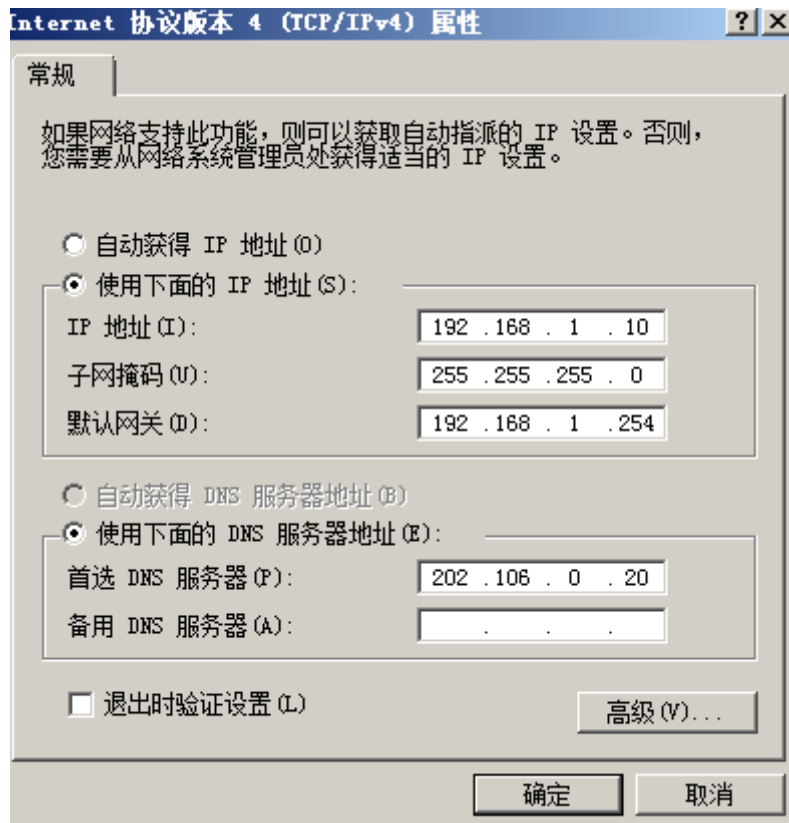 Internet 协议版本 4 (TCP/IPv4) 属性
常规
如果网络支持此功能，则可以获取自动指派的 IP 设置。否则，
您需要从网络系统管理员处获得适当的 IP 设置。
自动获得 IP 地址(O)
使用下面的 IP 地址(S):
IP 地址(I): 192 .168 . 1 . 10
子网掩码(U): 255 .255 .255 . 0
默认网关(D): 192 .168 . 1 .254
自动获得 DNS 服务器地址(B)
使用下面的 DNS 服务器地址(E):
首选 DNS 服务器(P): 202 .106 . 0 . 20
备用 DNS 服务器(A): . . .
退出时验证设置(L)
高级(V)...
确定 取消